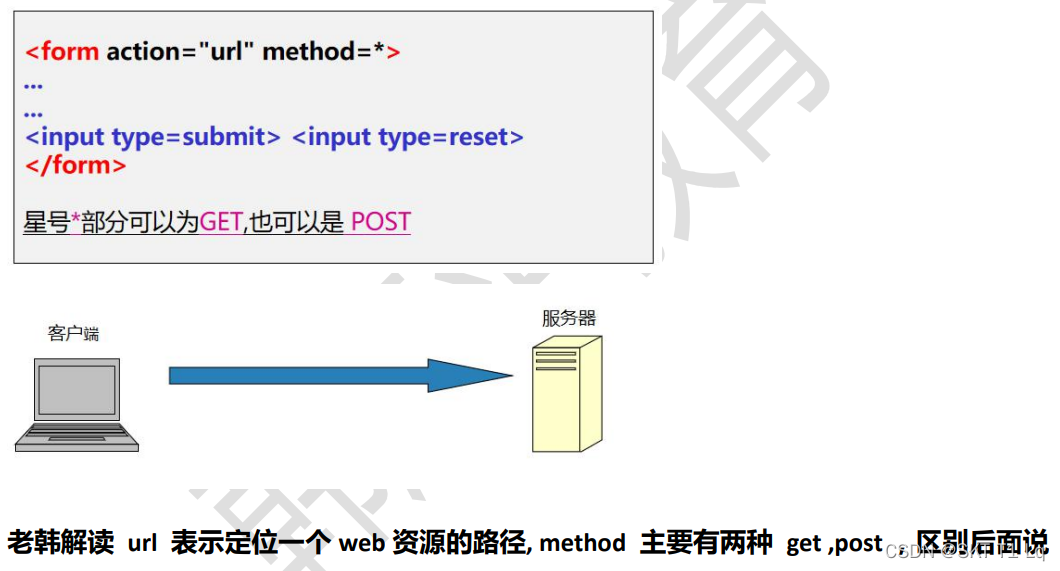 <form action="url" method=*>
...
...
<input type=submit> <input type=reset>
</form>
星号*部分可以为GET,也可以是 POST
客户端
服务器
老韩解读 url 表示定位一个 web 资源的路径, method 主要有两种 get ,post , 区别后面说